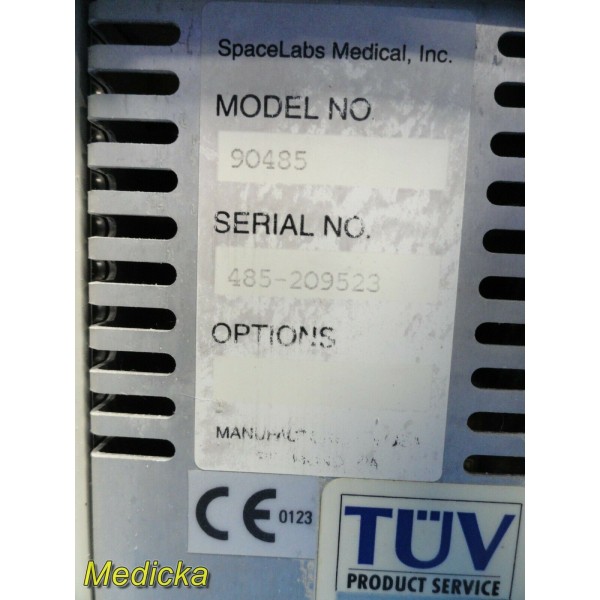 SpaceLabs Medical, Inc.
MODEL NO
90485
SERIAL NO.
485-209523
OPTIONS
CE 0123
TÜV
PRODUCT SERVICE
Medicka